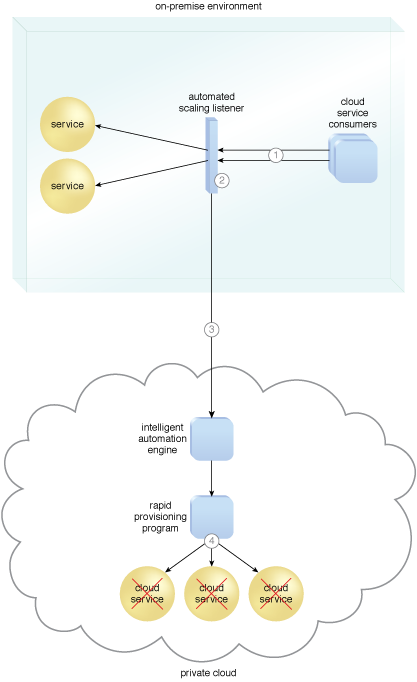 on-premise environment
automated
scaling listener
cloud
service
consumers
service
service
1
2
3
intelligent
automation
engine
rapid
provisioning
program
4
cloud
service
cloud
service
cloud
service
private cloud